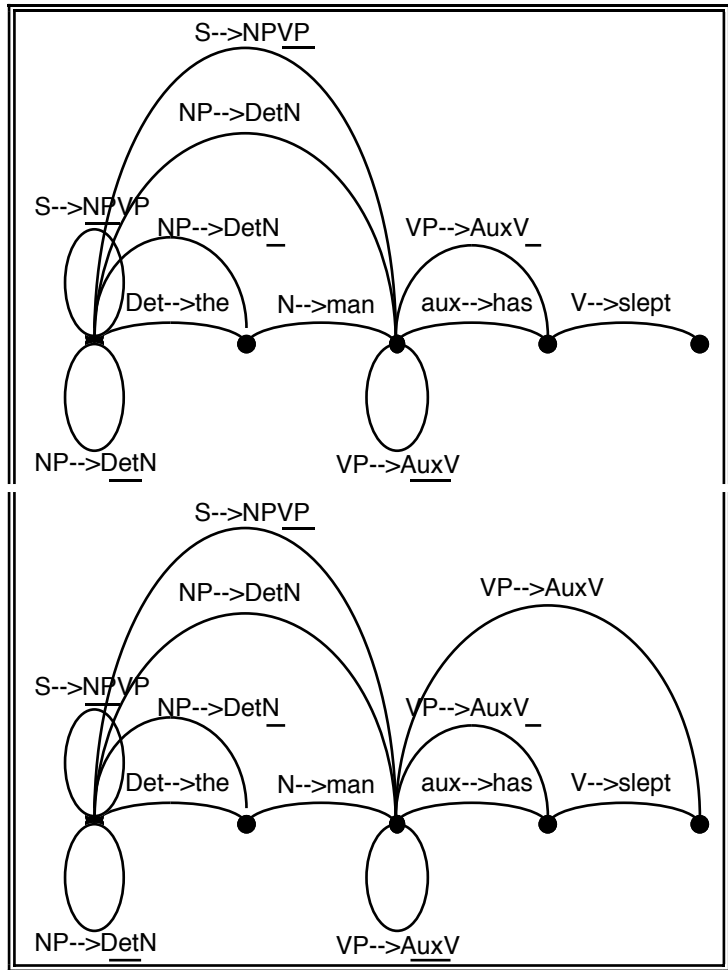 S-->NPVP
NP-->DetN
S-->NPVP
NP-->DetN VP-->AuxV
Det-->the N-->man aux-->has V-->slept
NP-->DetN VP-->AuxV
S-->NPVP
NP-->DetN VP-->AuxV
S-->NPVP
NP-->DetN VP-->AuxV
Det-->the N-->man aux-->has V-->slept
NP-->DetN VP-->AuxV